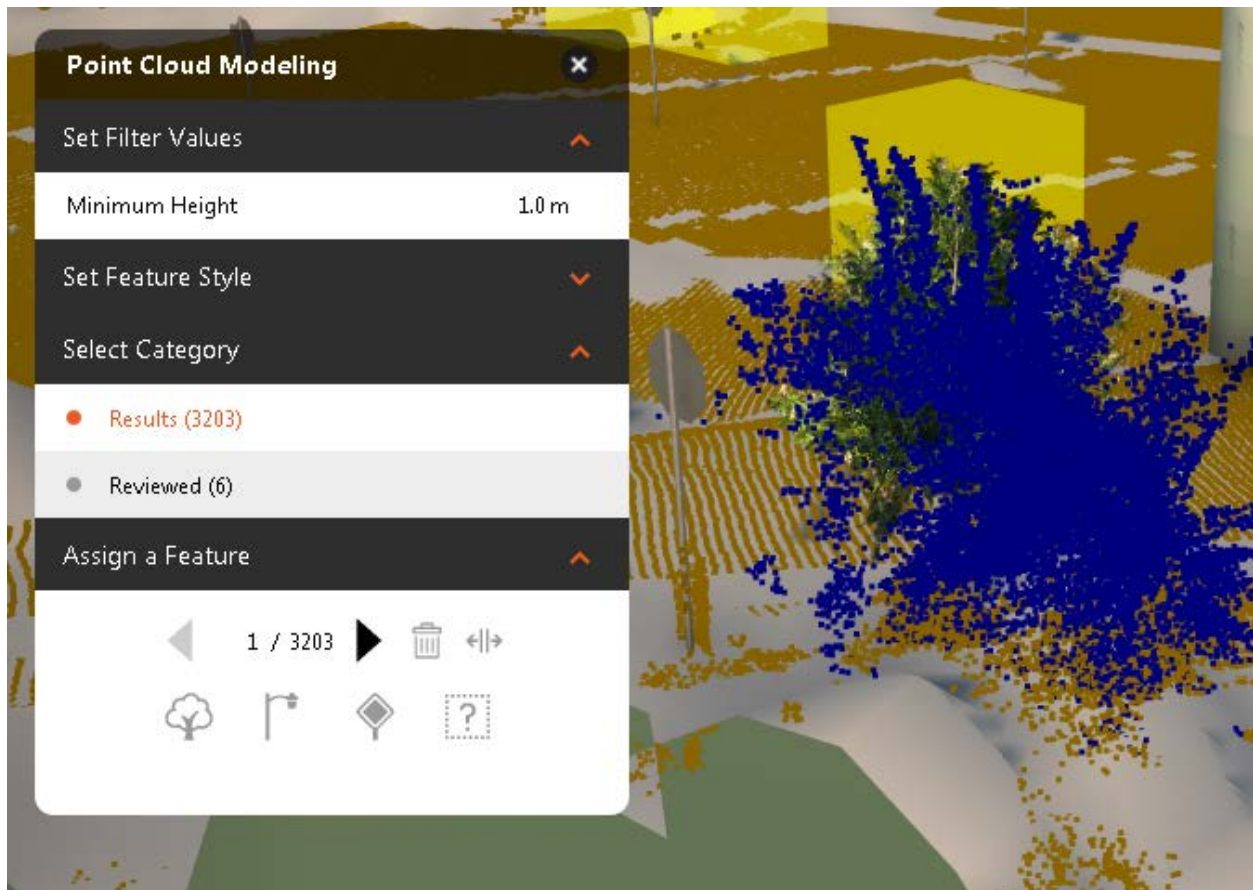 Point Cloud Modeling
Set Filter Values
Minimum Height 1.0 m
Set Feature Style
Select Category
Results (3203)
Reviewed (6)
Assign a Feature
1 / 3203
?